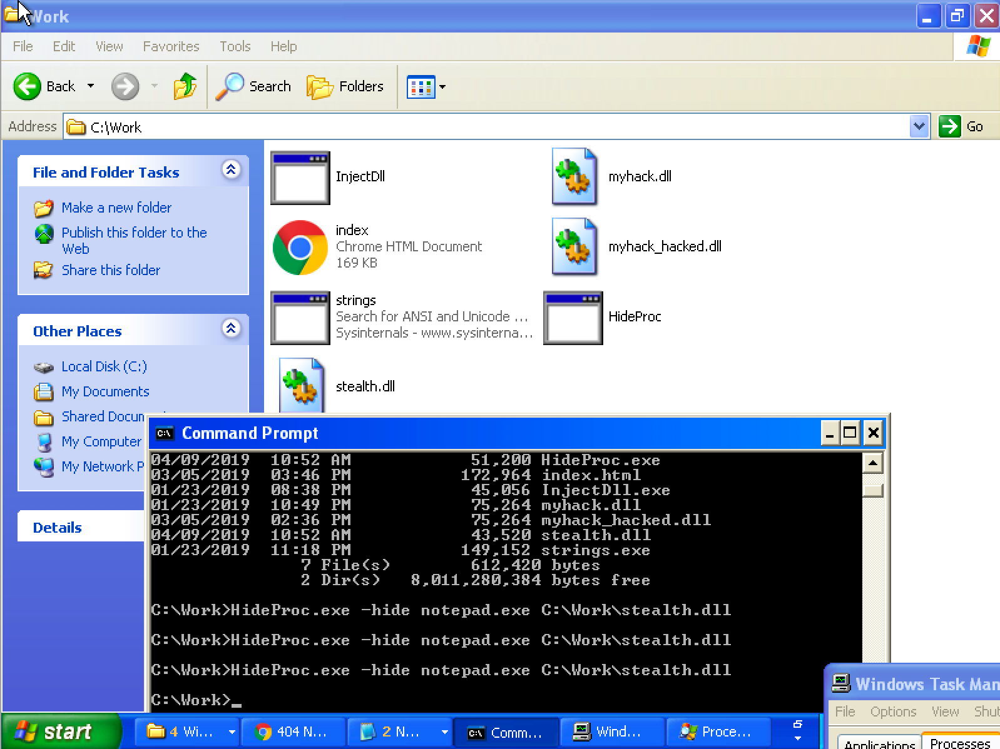 Work
File Edit View Favorites Tools Help
Back Search Folders
Address C:\Work Go
File and Folder Tasks
Make a new folder
Publish this folder to the
Web
Share this folder
Other Places
Local Disk (C:)
My Documents
Shared Docum
My Computer
My Network P
Details
InjectDll
myhack.dll
index
Chrome HTML Document
169 KB
myhack_hacked.dll
strings
Search for ANSI and Unicode ...
Sysinternals - www.sysinterna...
HideProc
stealth.dll
Command Prompt
04/09/2019 10:52 AM 51,200 HideProc.exe
03/05/2019 03:46 PM 172,964 index.html
01/23/2019 08:38 PM 45,056 InjectDll.exe
01/23/2019 10:49 PM 75,264 myhack.dll
03/05/2019 02:36 PM 75,264 myhack_hacked.dll
04/09/2019 10:52 AM 43,520 stealth.dll
01/23/2019 11:18 PM 149,152 strings.exe
7 File(s) 612,420 bytes
2 Dir(s) 8,011,280,384 bytes free
C:\Work>HideProc.exe -hide notepad.exe C:\Work\stealth.dll
C:\Work>HideProc.exe -hide notepad.exe C:\Work\stealth.dll
C:\Work>HideProc.exe -hide notepad.exe C:\Work\stealth.dll
C:\Work>_
Windows Task Man
File Options View Shut
Applications Processes
start 4 Wi... 404 N... 2 N... Comm... Wind... Proce...